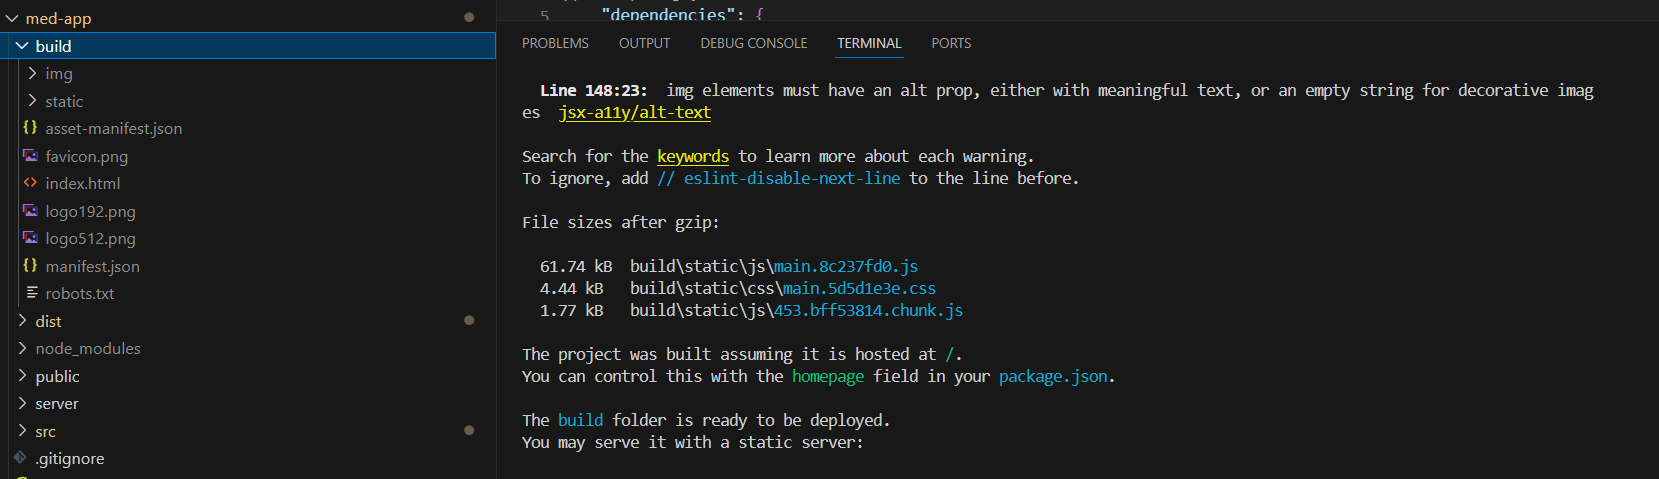 med-app
build
img
static
asset-manifest.json
favicon.png
index.html
logo192.png
logo512.png
manifest.json
robots.txt
dist
node_modules
public
server
src
.gitignore
5 "dependencies": {
PROBLEMS OUTPUT DEBUG CONSOLE TERMINAL PORTS
Line 148:23: img elements must have an alt prop, either with meaningful text, or an empty string for decorative imag
es jsx-a11y/alt-text
Search for the keywords to learn more about each warning.
To ignore, add // eslint-disable-next-line to the line before.
File sizes after gzip:
61.74 kB build\static\js\main.8c237fd0.js
4.44 kB build\static\css\main.5d5d1e3e.css
1.77 kB build\static\js\453.bff53814.chunk.js
The project was built assuming it is hosted at /.
You can control this with the homepage field in your package.json.
The build folder is ready to be deployed.
You may serve it with a static server: